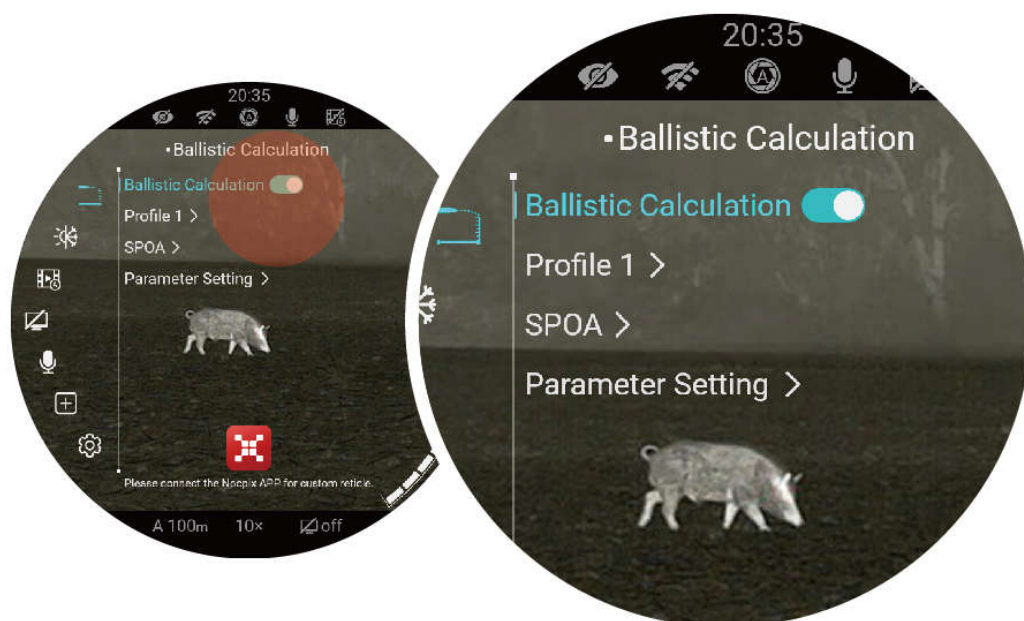 20:35
•Ballistic Calculation
Ballistic Calculation
Profile 1 >
SPOA >
Parameter Setting >
Please connect the Nocpix APP for custom reticle.
A 100m 10× off
20:35
A
•Ballistic Calculation
Ballistic Calculation
Profile 1 >
SPOA >
Parameter Setting >